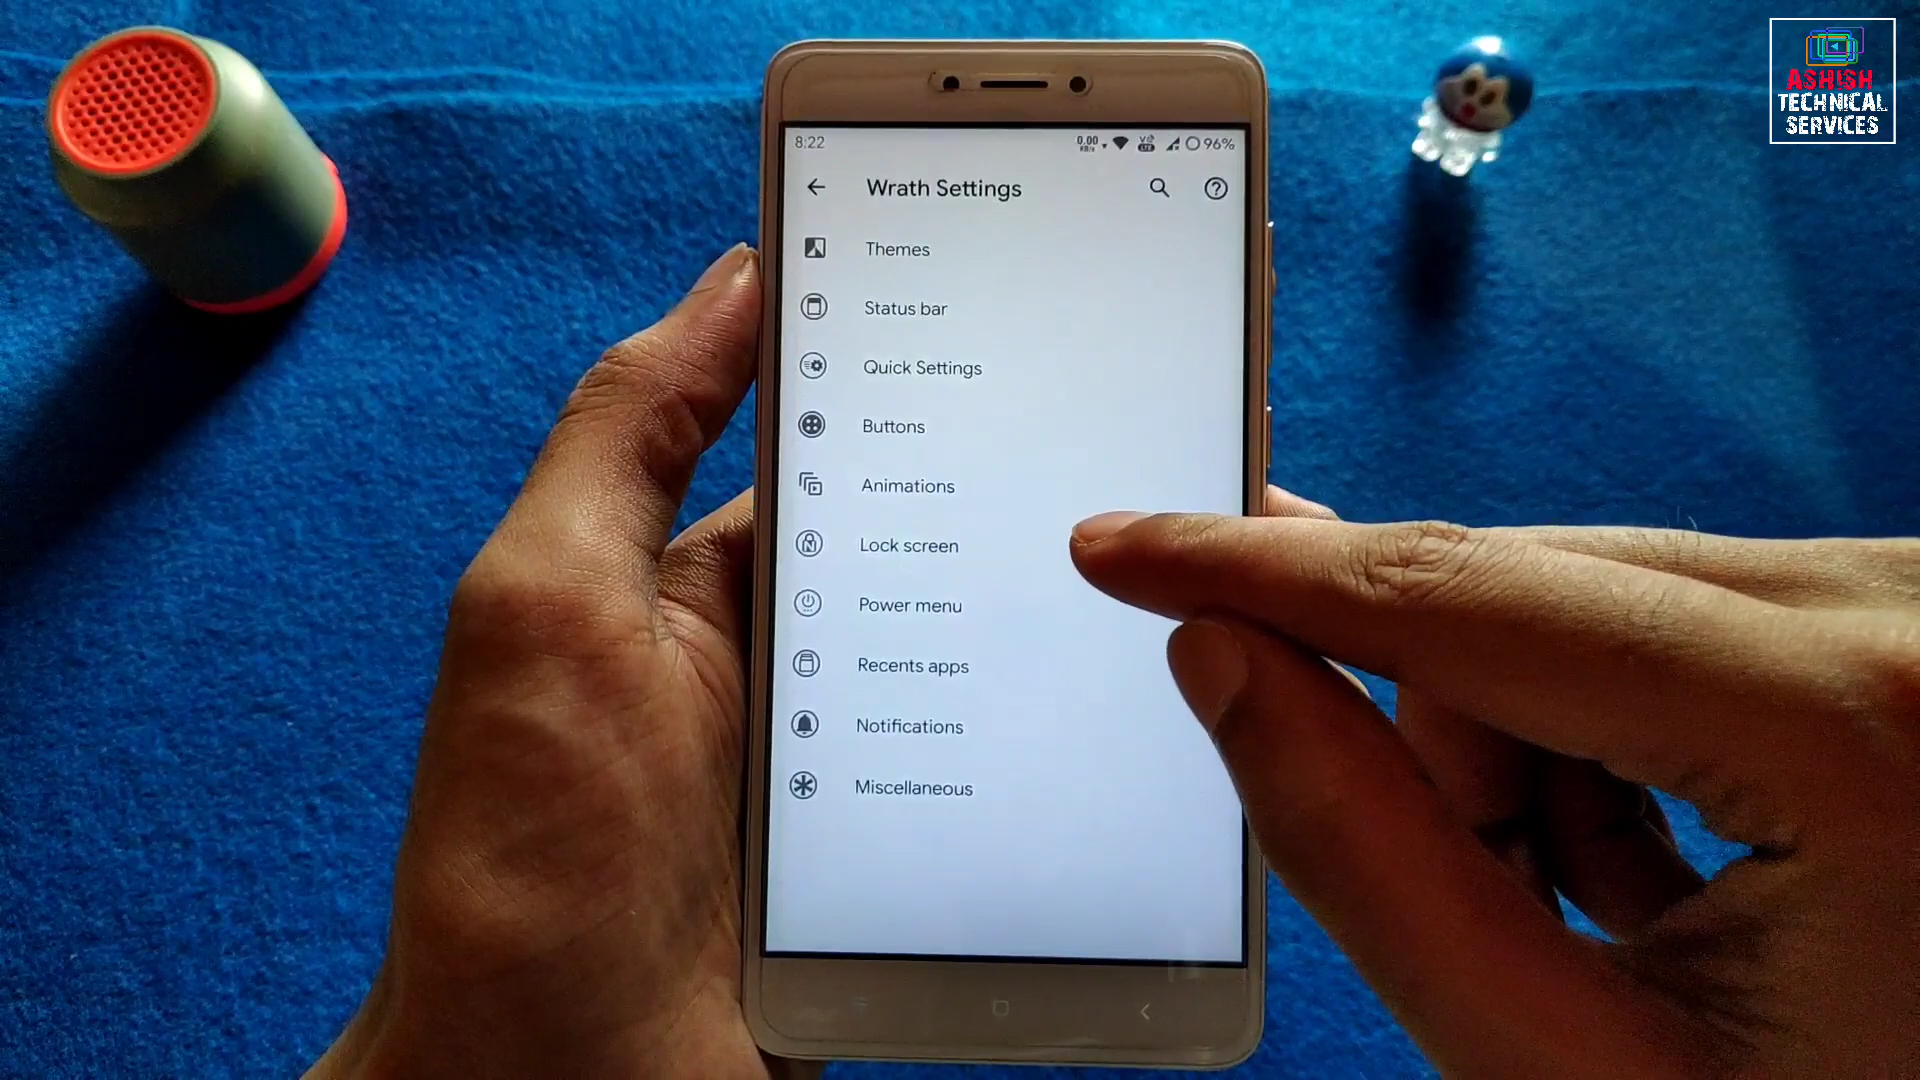 ASHISH
TECHNICAL
SERVICES
8:22
0.00
KB/s
96%
Wrath Settings
Themes
Status bar
Quick Settings
Buttons
Animations
Lock screen
Power menu
Recents apps
Notifications
Miscellaneous